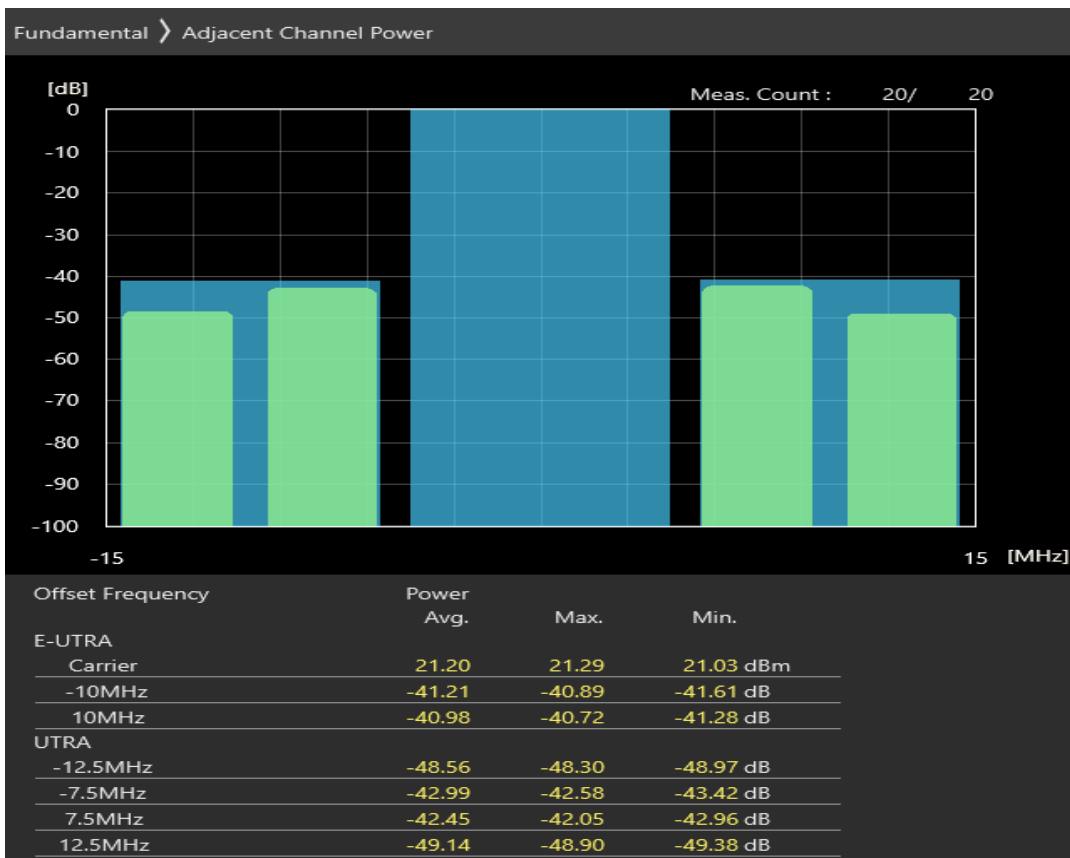 Fundamental ❯ Adjacent Channel Power
[dB]
Meas. Count : 20/ 20
0
-10
-20
-30
-40
-50
-60
-70
-80
-90
-100
-15 15 [MHz]
Offset Frequency Power
Avg. Max. Min.
E-UTRA
Carrier 21.20 21.29 21.03 dBm
-10MHz -41.21 -40.89 -41.61 dB
10MHz -40.98 -40.72 -41.28 dB
UTRA
-12.5MHz -48.56 -48.30 -48.97 dB
-7.5MHz -42.99 -42.58 -43.42 dB
7.5MHz -42.45 -42.05 -42.96 dB
12.5MHz -49.14 -48.90 -49.38 dB